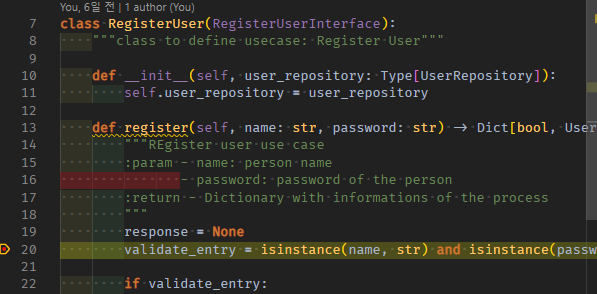 You, 6일 전 | 1 author (You)
7 class RegisterUser(RegisterUserInterface):
8 """class to define usecase: Register User"""
9
10 def __init__(self, user_repository: Type[UserRepository]):
11 self.user_repository = user_repository
12
13 def register(self, name: str, password: str) -> Dict[bool, User
14 """REgister user use case
15 :param - name: person name
16 - password: password of the person
17 :return - Dictionary with informations of the process
18 """
19 response = None
20 validate_entry = isinstance(name, str) and isinstance(passw
21
22 if validate_entry: